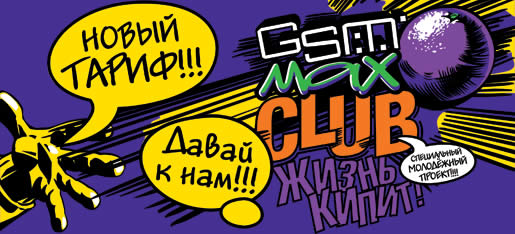 НОВЫЙ
ТАРИФ!!!
Давай
к нам!!!
GSM
max
CLUB
ЖИЗНЬ
КИПИТ!
СПЕЦИАЛЬНЫЙ
МОЛОДЁЖНЫЙ
ПРОЕКТ!!!!